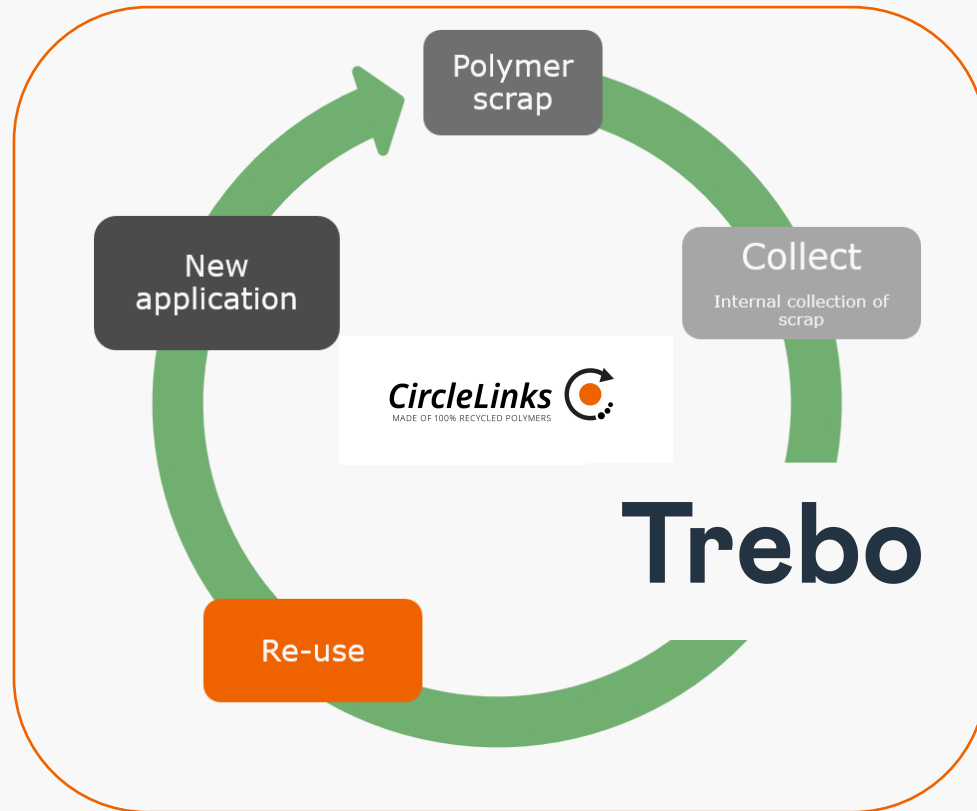 Polymer
scrap
Collect
Internal collection of
scrap
New
application
CircleLinks
MADE OF 100% RECYCLED POLYMERS
Trebo
Re-use